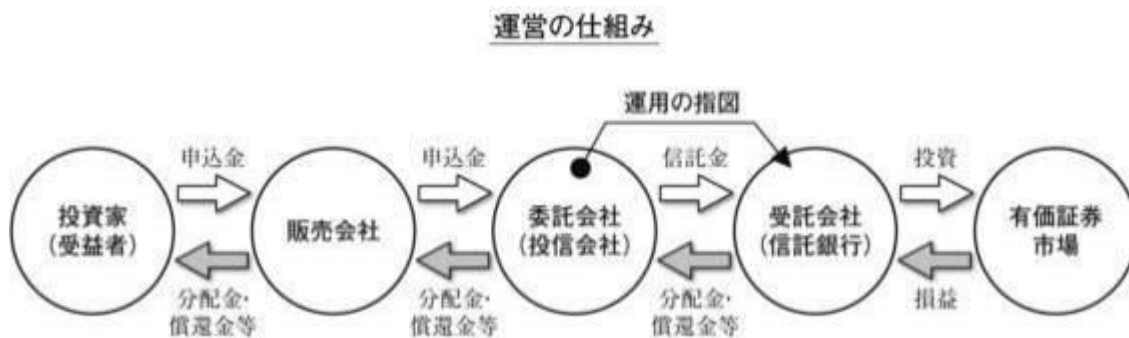 運営の仕組み
運用の指図
申込金
申込金
信託金
投資
投資家
(受益者)
販売会社
委託会社
(投信会社)
受託会社
(信託銀行)
有価証券
市場
分配金・
償還金等
分配金・
償還金等
分配金・
償還金等
損益